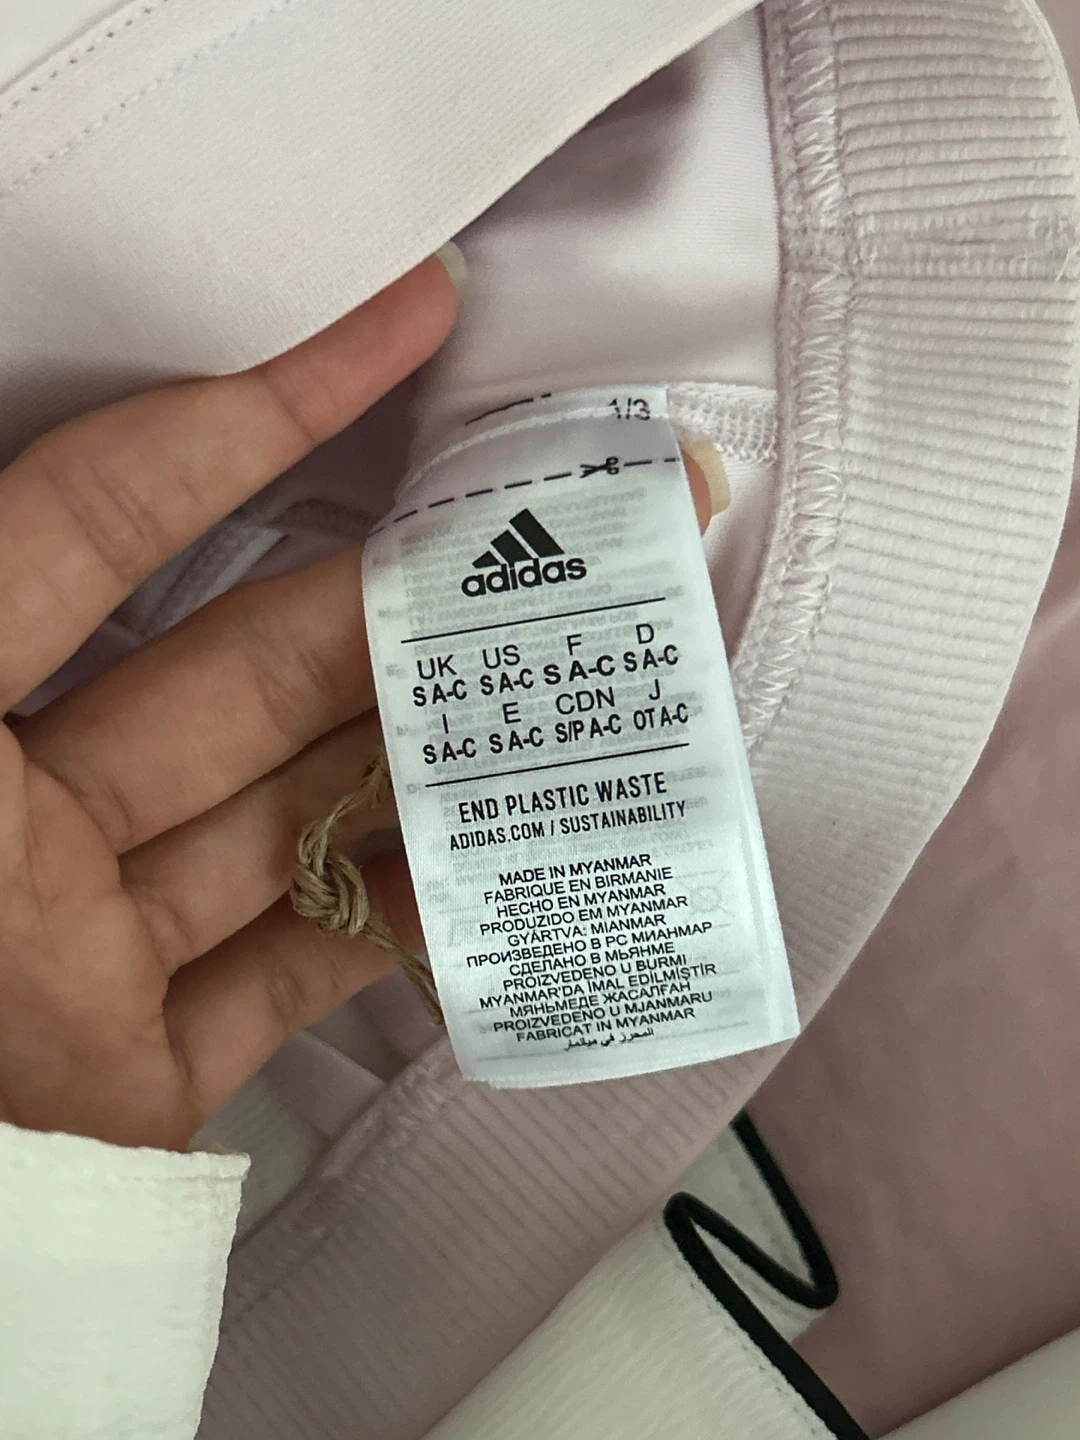 1/3
adidas
UK US F D
S A-C S A-C S A-C S A-C
I E CDN J
S A-C S A-C S/P A-C OT A-C
END PLASTIC WASTE
ADIDAS.COM / SUSTAINABILITY
MADE IN MYANMAR
FABRIQUE EN BIRMANIE
HECHO EN MYANMAR
PRODUZIDO EM MYANMAR
GYÁRTVA: MIANMAR
ПРОИЗВЕДЕНО В РС МИАНМАР
СДЕЛАНО В МЬЯНМЕ
PROIZVEDENO U BURMI
MYANMAR'DA İMAL EDİLMİŞTİR
МЯНЬМЕДЕ ЖАСАЛҒАН
PROIZVEDENO U MJANMARU
FABRICAT IN MYANMAR
في ميانمار